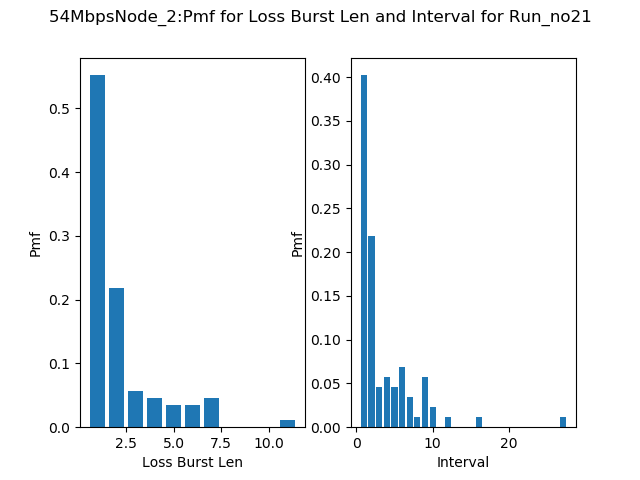 54MbpsNode_2:Pmf for Loss Burst Len and Interval for Run_no21
Pmf
0.5
0.4
0.3
0.2
0.1
0.0
2.5 5.0 7.5 10.0
Loss Burst Len
Pmf
0.40
0.35
0.30
0.25
0.20
0.15
0.10
0.05
0.00
0 10 20
Interval